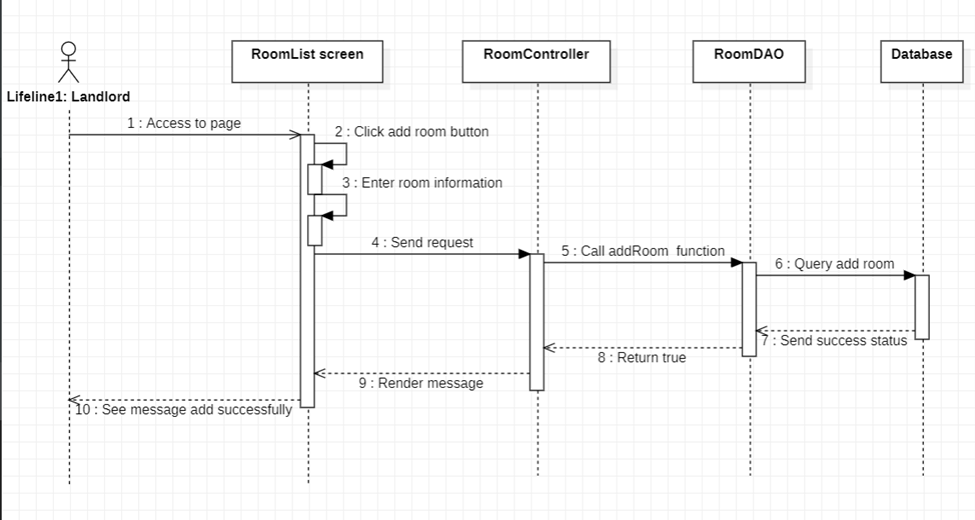 RoomList screen
RoomController
RoomDAO
Database
Lifeline1: Landlord
1 : Access to page
2 : Click add room button
3 : Enter room information
4 : Send request
5 : Call addRoom  function
6 : Query add room
7 : Send success status
8 : Return true
9 : Render message
10 : See message add successfully